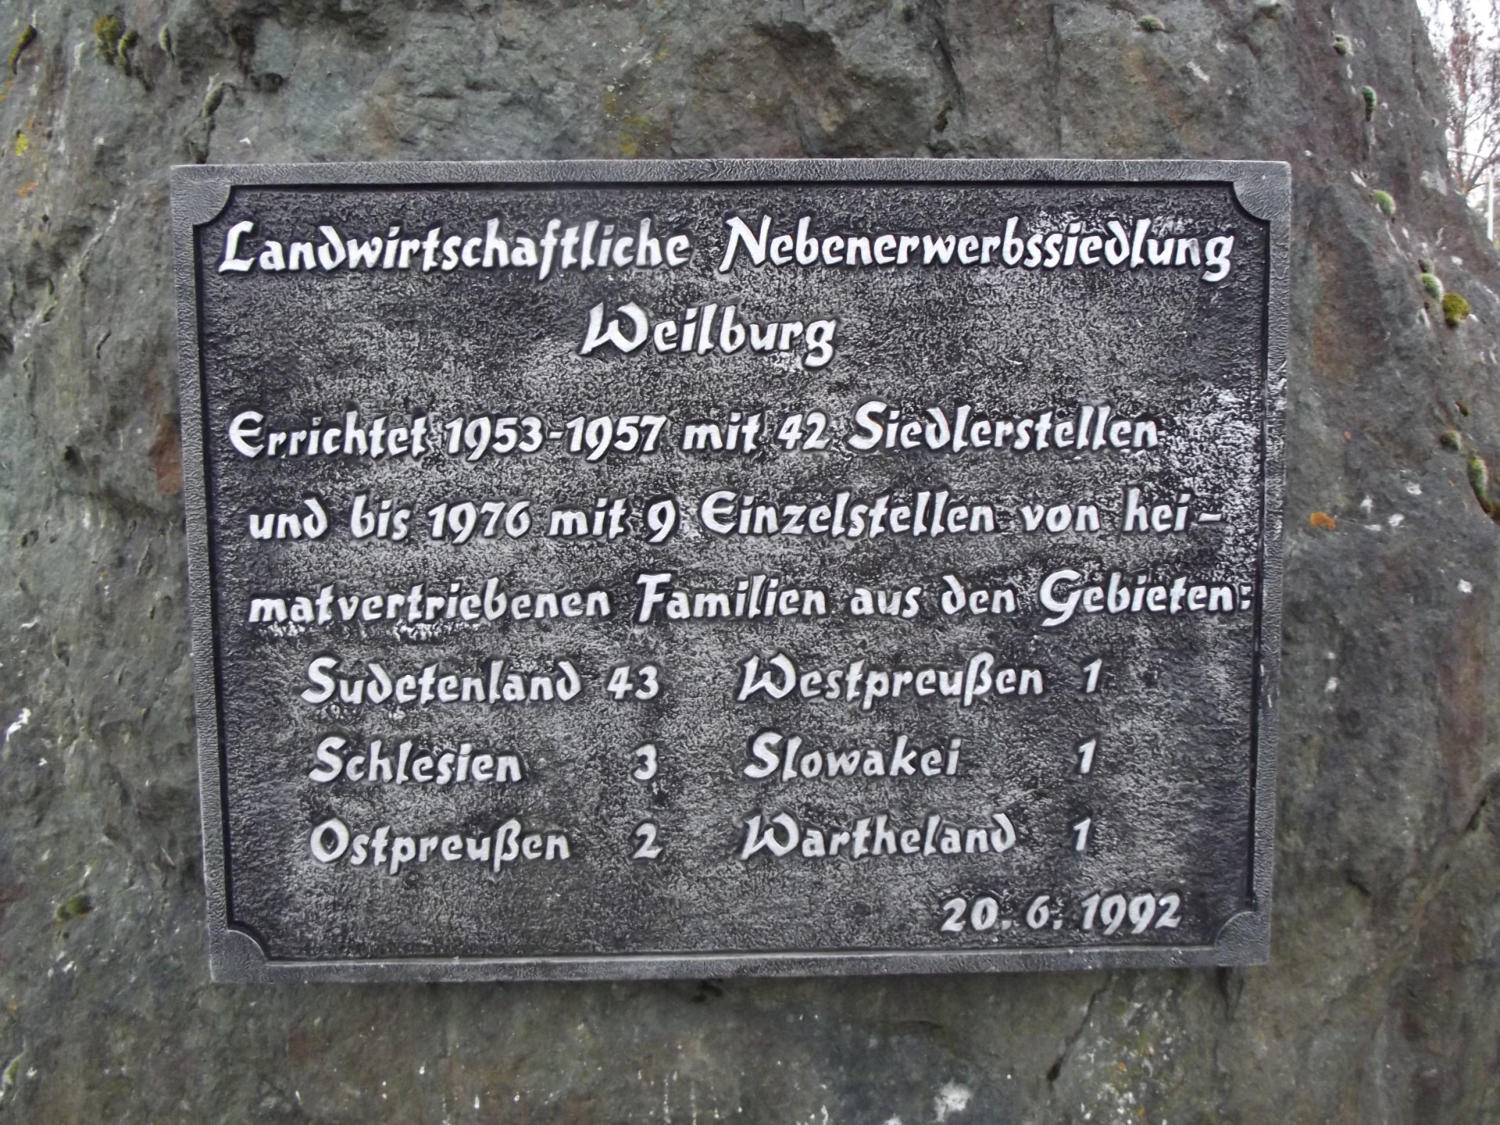 Landwirtschaftliche Nebenerwerbssiedlung
Weilburg
Errichtet 1953-1957 mit 42 Siedlerstellen
und bis 1976 mit 9 Einzelstellen von hei-
matvertriebenen Familien aus den Gebieten:
Sudetenland 43 Westpreußen 1
Schlesien 3 Slowakei 1
Ostpreußen 2 Wartheland 1
20. 6. 1992